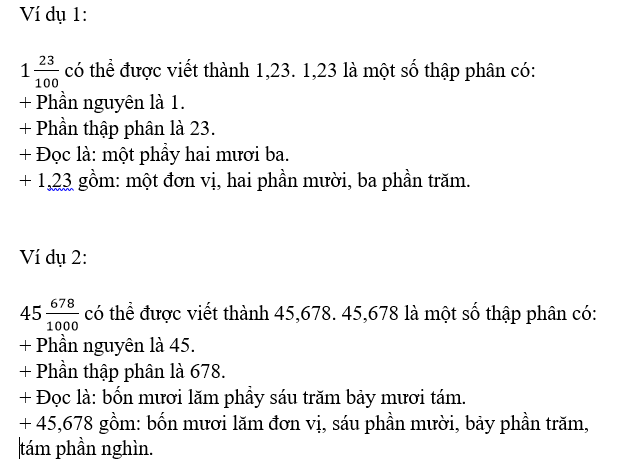 Ví dụ 1:
1 23/100 có thể được viết thành 1,23. 1,23 là một số thập phân có:
+ Phần nguyên là 1.
+ Phần thập phân là 23.
+ Đọc là: một phẩy hai mươi ba.
+ 1,23 gồm: một đơn vị, hai phần mười, ba phần trăm.
Ví dụ 2:
45 678/1000 có thể được viết thành 45,678. 45,678 là một số thập phân có:
+ Phần nguyên là 45.
+ Phần thập phân là 678.
+ Đọc là: bốn mươi lăm phẩy sáu trăm bảy mươi tám.
+ 45,678 gồm: bốn mươi lăm đơn vị, sáu phần mười, bảy phần trăm,
tám phần nghìn.